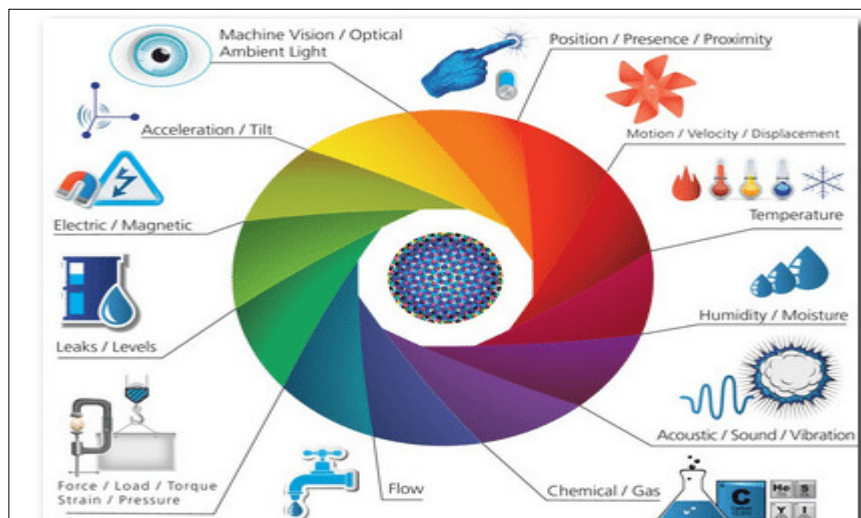 Machine Vision / Optical
Ambient Light
Position / Presence / Proximity
Acceleration / Tilt
Motion / Velocity / Displacement
Electric / Magnetic
Temperature
Humidity / Moisture
Leaks / Levels
Acoustic / Sound / Vibration
Force / Load / Torque
Strain / Pressure
Flow
Chemical / Gas
C
Carbon
He
S
Y
I